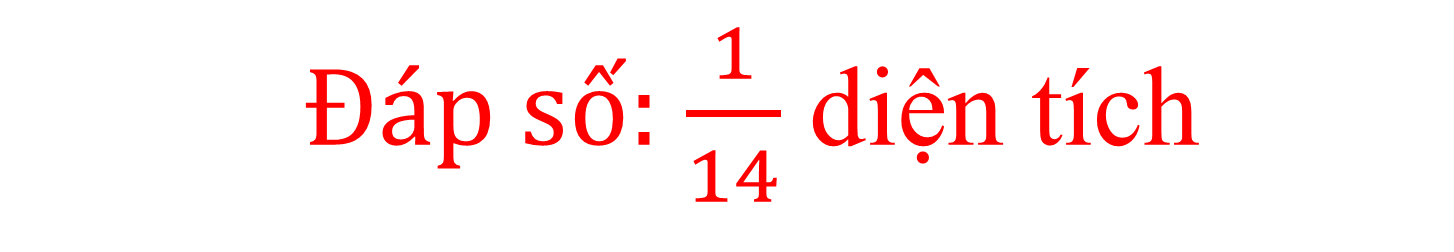 Đáp số: 1/14 diện tích